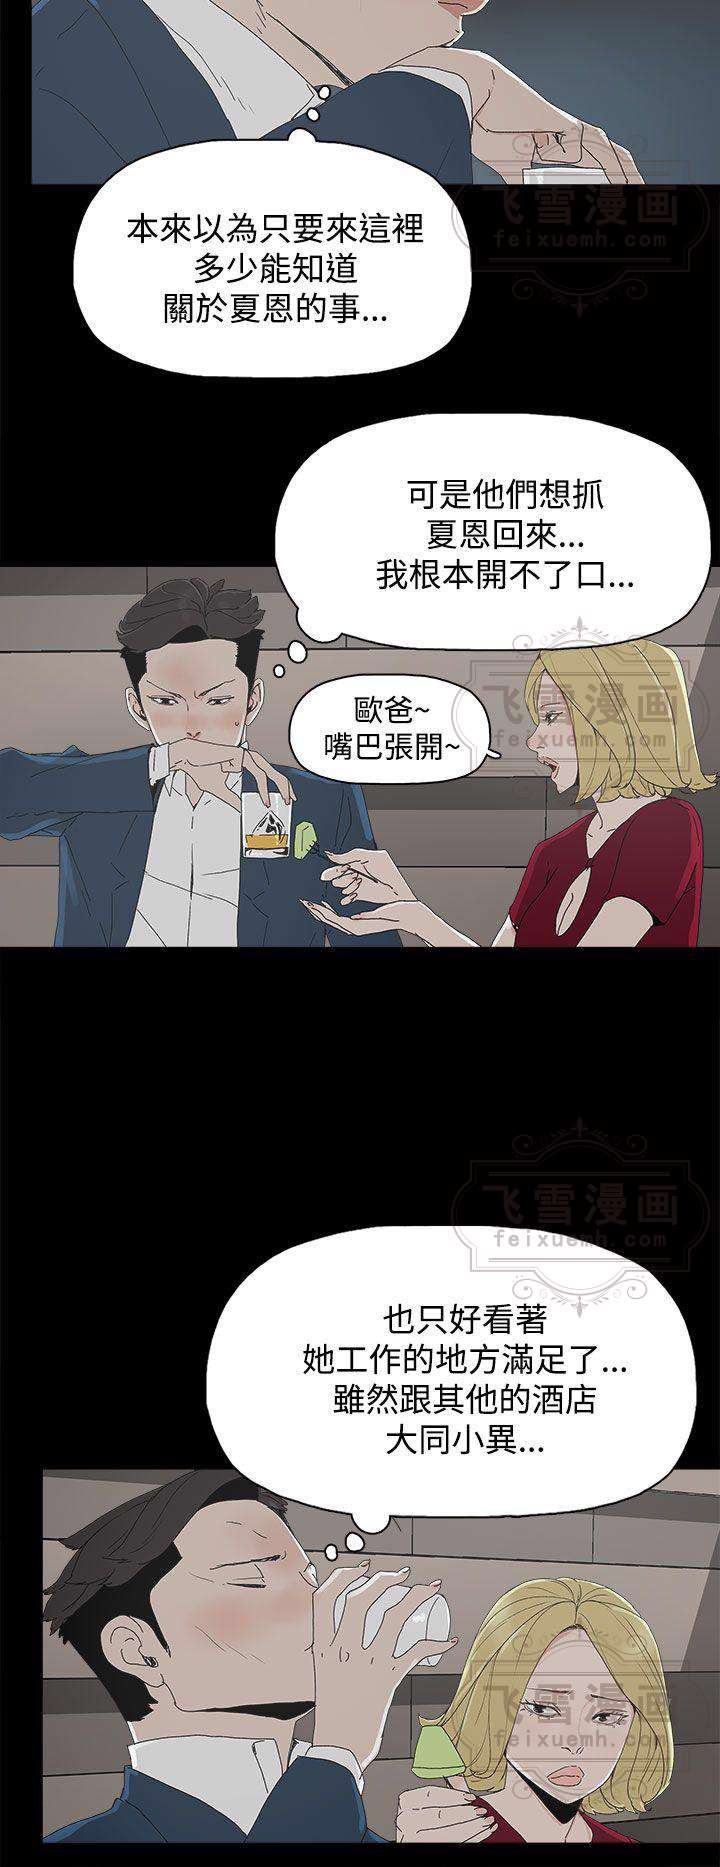 飞雪漫画
feixuemh.com
本來以為只要來這裡
多少能知道
關於夏恩的事...
可是他們想抓
夏恩回來...
我根本開不了口...
飞雪漫画
feixuemh.com
歐爸~
嘴巴張開~
飞雪漫画
feixuemh.com
也只好看著
她工作的地方滿足了...
雖然跟其他的酒店
大同小異...
飞雪漫画
feixuemh.com